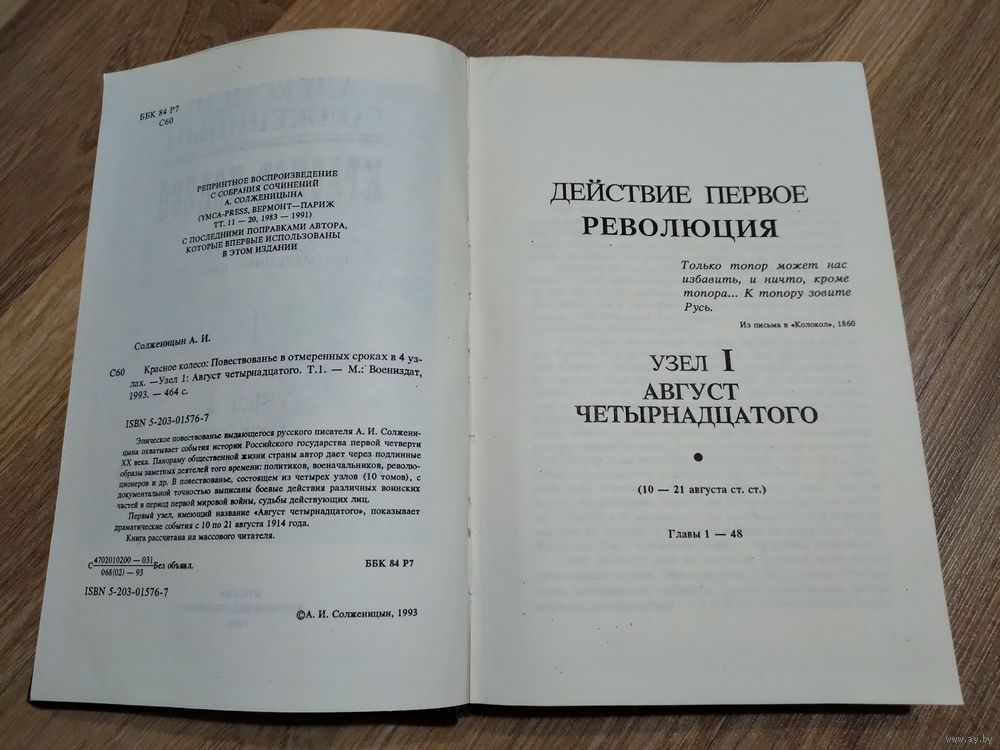 ББК 84 Р7
С60
РЕПРИНТНОЕ ВОСПРОИЗВЕДЕНИЕ
С СОБРАНИЯ СОЧИНЕНИЙ
А. СОЛЖЕНИЦЫНА
(YMCA-PRESS, ВЕРМОНТ—ПАРИЖ
ТТ. 11 — 20, 1983 — 1991)
С ПОСЛЕДНИМИ ПОПРАВКАМИ АВТОРА,
КОТОРЫЕ ВПЕРВЫЕ ИСПОЛЬЗОВАНЫ
В ЭТОМ ИЗДАНИИ
Солженицын А. И.
С60 Красное колесо: Повествованье в отмеренных сроках в 4 уз-
лах. —Узел 1: Август четырнадцатого. Т.1. — М.: Воениздат,
1993. — 464 с.
ISBN 5-203-01576-7
Эпическое повествованье выдающегося русского писателя А. И. Солжени-
цына охватывает события истории Российского государства первой четверти
XX века. Панораму общественной жизни страны автор дает через подлинные
образы заметных деятелей того времени: политиков, военачальников, револю-
ционеров и др. В повествованье, состоящем из четырех узлов (10 томов), с
документальной точностью выписаны боевые действия различных воинских
частей в период первой мировой войны, судьбы действующих лиц.
Первый узел, имеющий название «Август четырнадцатого», показывает
драматические события с 10 по 21 августа 1914 года.
Книга рассчитана на массового читателя.
С 4702010200 — 031
068(02) — 93 Без объявл.
ББК 84 Р7
ISBN 5-203-01576-7
©А. И. Солженицын, 1993
ДЕЙСТВИЕ ПЕРВОЕ
РЕВОЛЮЦИЯ
Только топор может нас
избавить, и ничто, кроме
топора... К топору зовите
Русь.
Из письма в «Колокол», 1860
УЗЕЛ I
АВГУСТ
ЧЕТЫРНАДЦАТОГО
•
(10 — 21 августа ст. ст.)
Главы 1 — 48
www.ay.by